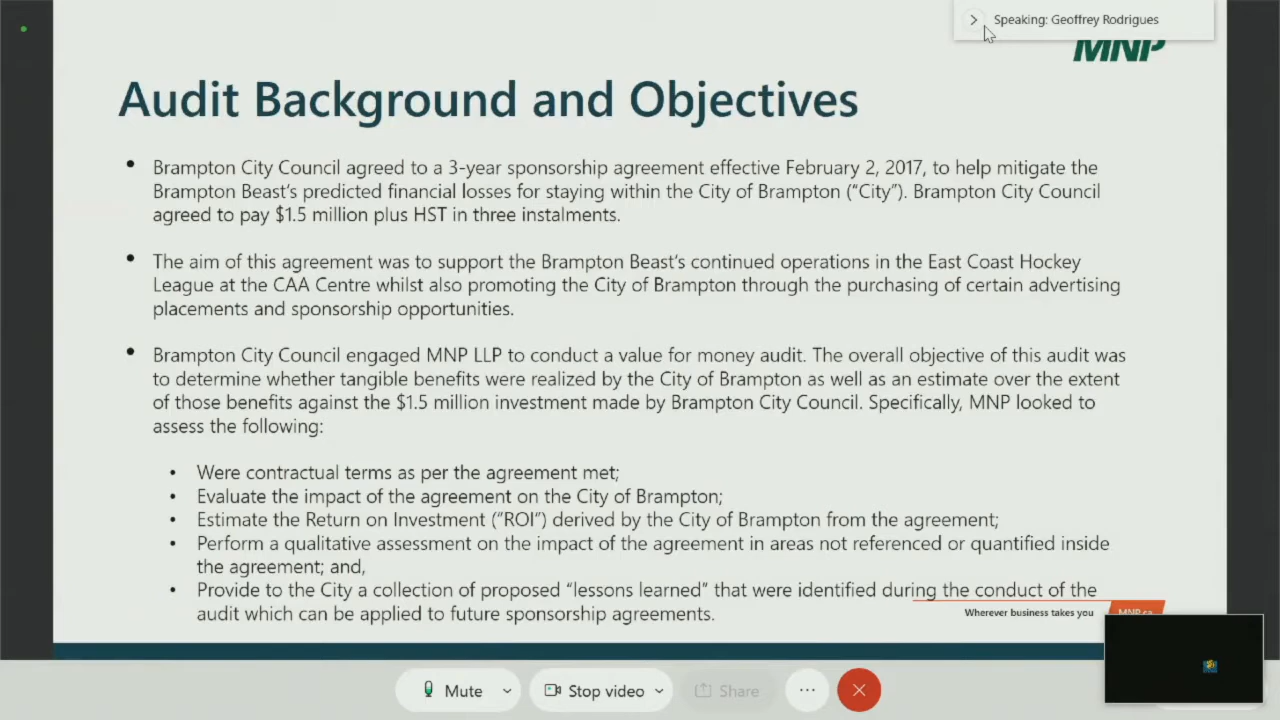 Speaking: Geoffrey Rodrigues
MNP
Audit Background and Objectives
• Brampton City Council agreed to a 3-year sponsorship agreement effective February 2, 2017, to help mitigate the
Brampton Beast's predicted financial losses for staying within the City of Brampton (“City”). Brampton City Council
agreed to pay $1.5 million plus HST in three instalments.
• The aim of this agreement was to support the Brampton Beast's continued operations in the East Coast Hockey
League at the CAA Centre whilst also promoting the City of Brampton through the purchasing of certain advertising
placements and sponsorship opportunities.
• Brampton City Council engaged MNP LLP to conduct a value for money audit. The overall objective of this audit was
to determine whether tangible benefits were realized by the City of Brampton as well as an estimate over the extent
of those benefits against the $1.5 million investment made by Brampton City Council. Specifically, MNP looked to
assess the following:
• Were contractual terms as per the agreement met;
• Evaluate the impact of the agreement on the City of Brampton;
• Estimate the Return on Investment (“ROI”) derived by the City of Brampton from the agreement;
• Perform a qualitative assessment on the impact of the agreement in areas not referenced or quantified inside
the agreement; and,
• Provide to the City a collection of proposed “lessons learned” that were identified during the conduct of the
audit which can be applied to future sponsorship agreements.
Wherever business takes you
MNP.ca
Mute
Stop video
Share